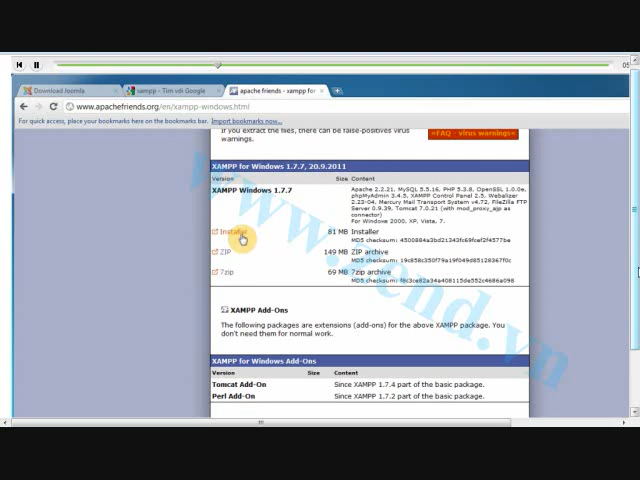 05
Download Joomla
xampp - Tìm với Google
apache friends - xampp for
www.apachefriends.org/en/xampp-windows.html
For quick access, place your bookmarks here on the bookmarks bar. Import bookmarks now...
If you extract the files, there can be false-positives virus warnings.
»FAQ - virus warnings«
XAMPP for Windows 1.7.7, 20.9.2011
Version Size Content
XAMPP Windows 1.7.7
Apache 2.2.21, MySQL 5.5.16, PHP 5.3.8, OpenSSL 1.0.0e,
phpMyAdmin 3.4.5, XAMPP Control Panel 2.5, Webalizer
2.23-04, Mercury Mail Transport System v4.72, FileZilla FTP
Server 0.9.39, Tomcat 7.0.21 (with mod_proxy_ajp as
connector)
For Windows 2000, XP, Vista, 7.
Installer 81 MB Installer
MD5 checksum: 4500884a3bd21343fc69fcef2f4577be
ZIP 149 MB ZIP archive
MD5 checksum: 19c858c350f79a19f049d85128367f0c
7zip 69 MB 7zip archive
MD5 checksum: f8c3ce82a34a408115de552c4686a098
XAMPP Add-Ons
The following packages are extensions (add-ons) for the above XAMPP package. You
don't need them for normal work.
XAMPP for Windows Add-Ons
Version Size Content
Tomcat Add-On Since XAMPP 1.7.4 part of the basic package.
Perl Add-On Since XAMPP 1.7.2 part of the basic package.
www.zend.vn